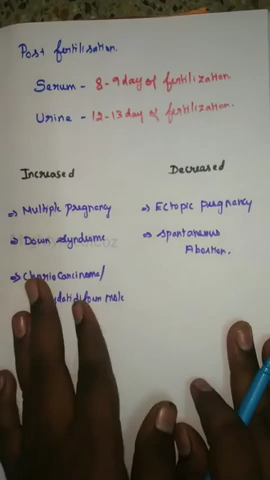 Post fertilisation.
Serum - 8-9 day of fertilization.
Urine - 12-13 day of fertilization.
Increased
Decreased
⇒ Multiple pregnancy
⇒ Down syndrome
⇒ Chorio Carcinoma/
mole
⇒ Ectopic pregnancy
⇒ Spontaneous
Abortion.